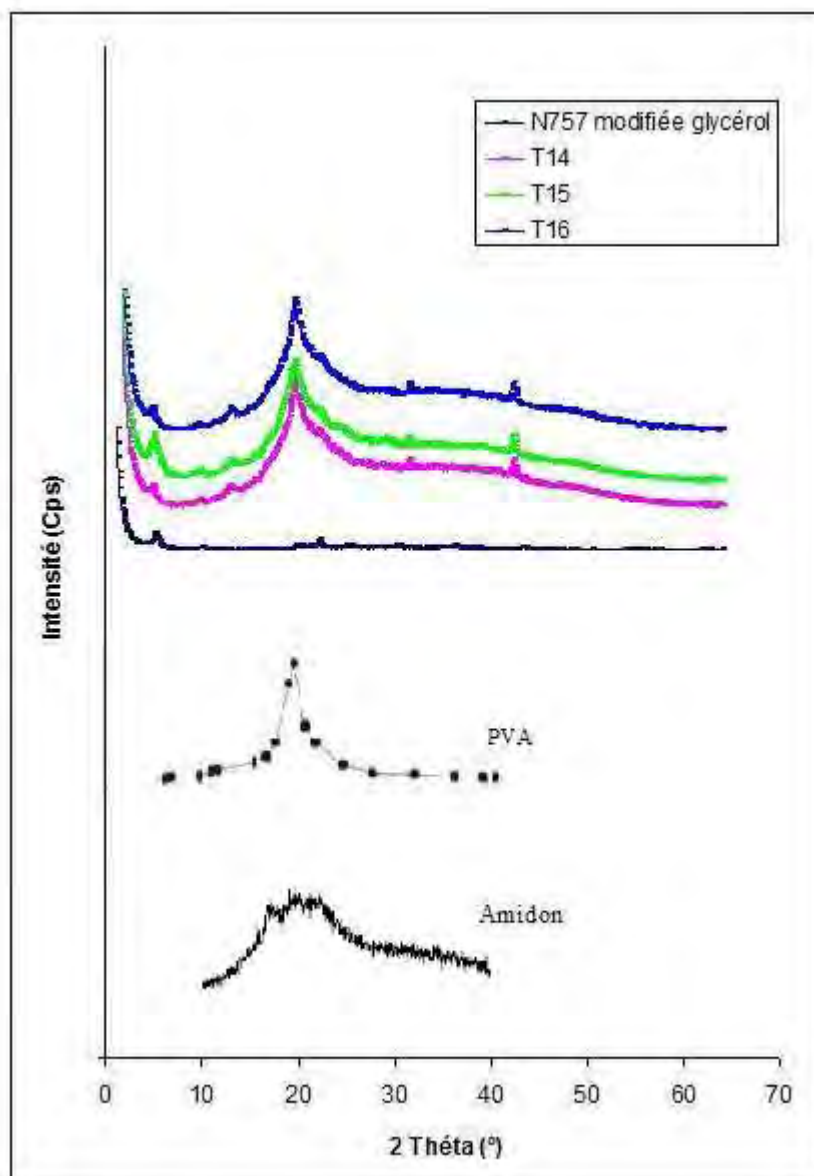 N757 modifiée glycérol
T14
T15
T16
Intensité (Cps)
PVA
Amidon
0 10 20 30 40 50 60 70
2 Théta (°)